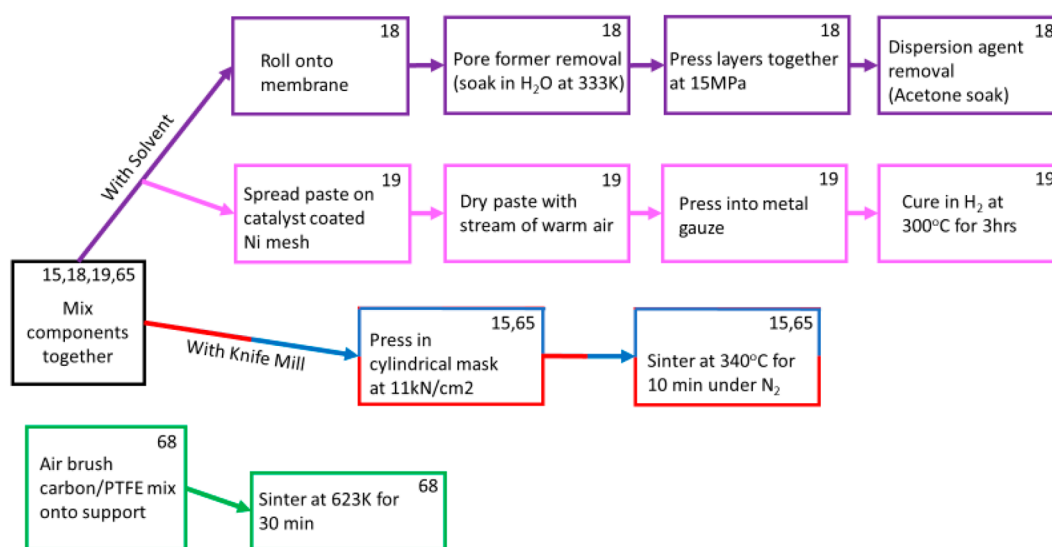 18
Roll onto
membrane
18
Pore former removal
(soak in H₂O at 333K)
18
Press layers together
at 15MPa
18
Dispersion agent
removal
(Acetone soak)
With Solvent
19
Spread paste on
catalyst coated
Ni mesh
19
Dry paste with
stream of warm air
19
Press into metal
gauze
19
Cure in H₂ at
300°C for 3hrs
15,18,19,65
Mix
components
together
With Knife Mill
15,65
Press in
cylindrical mask
at 11kN/cm2
15,65
Sinter at 340°C for
10 min under N₂
68
Air brush
carbon/PTFE mix
onto support
68
Sinter at 623K for
30 min